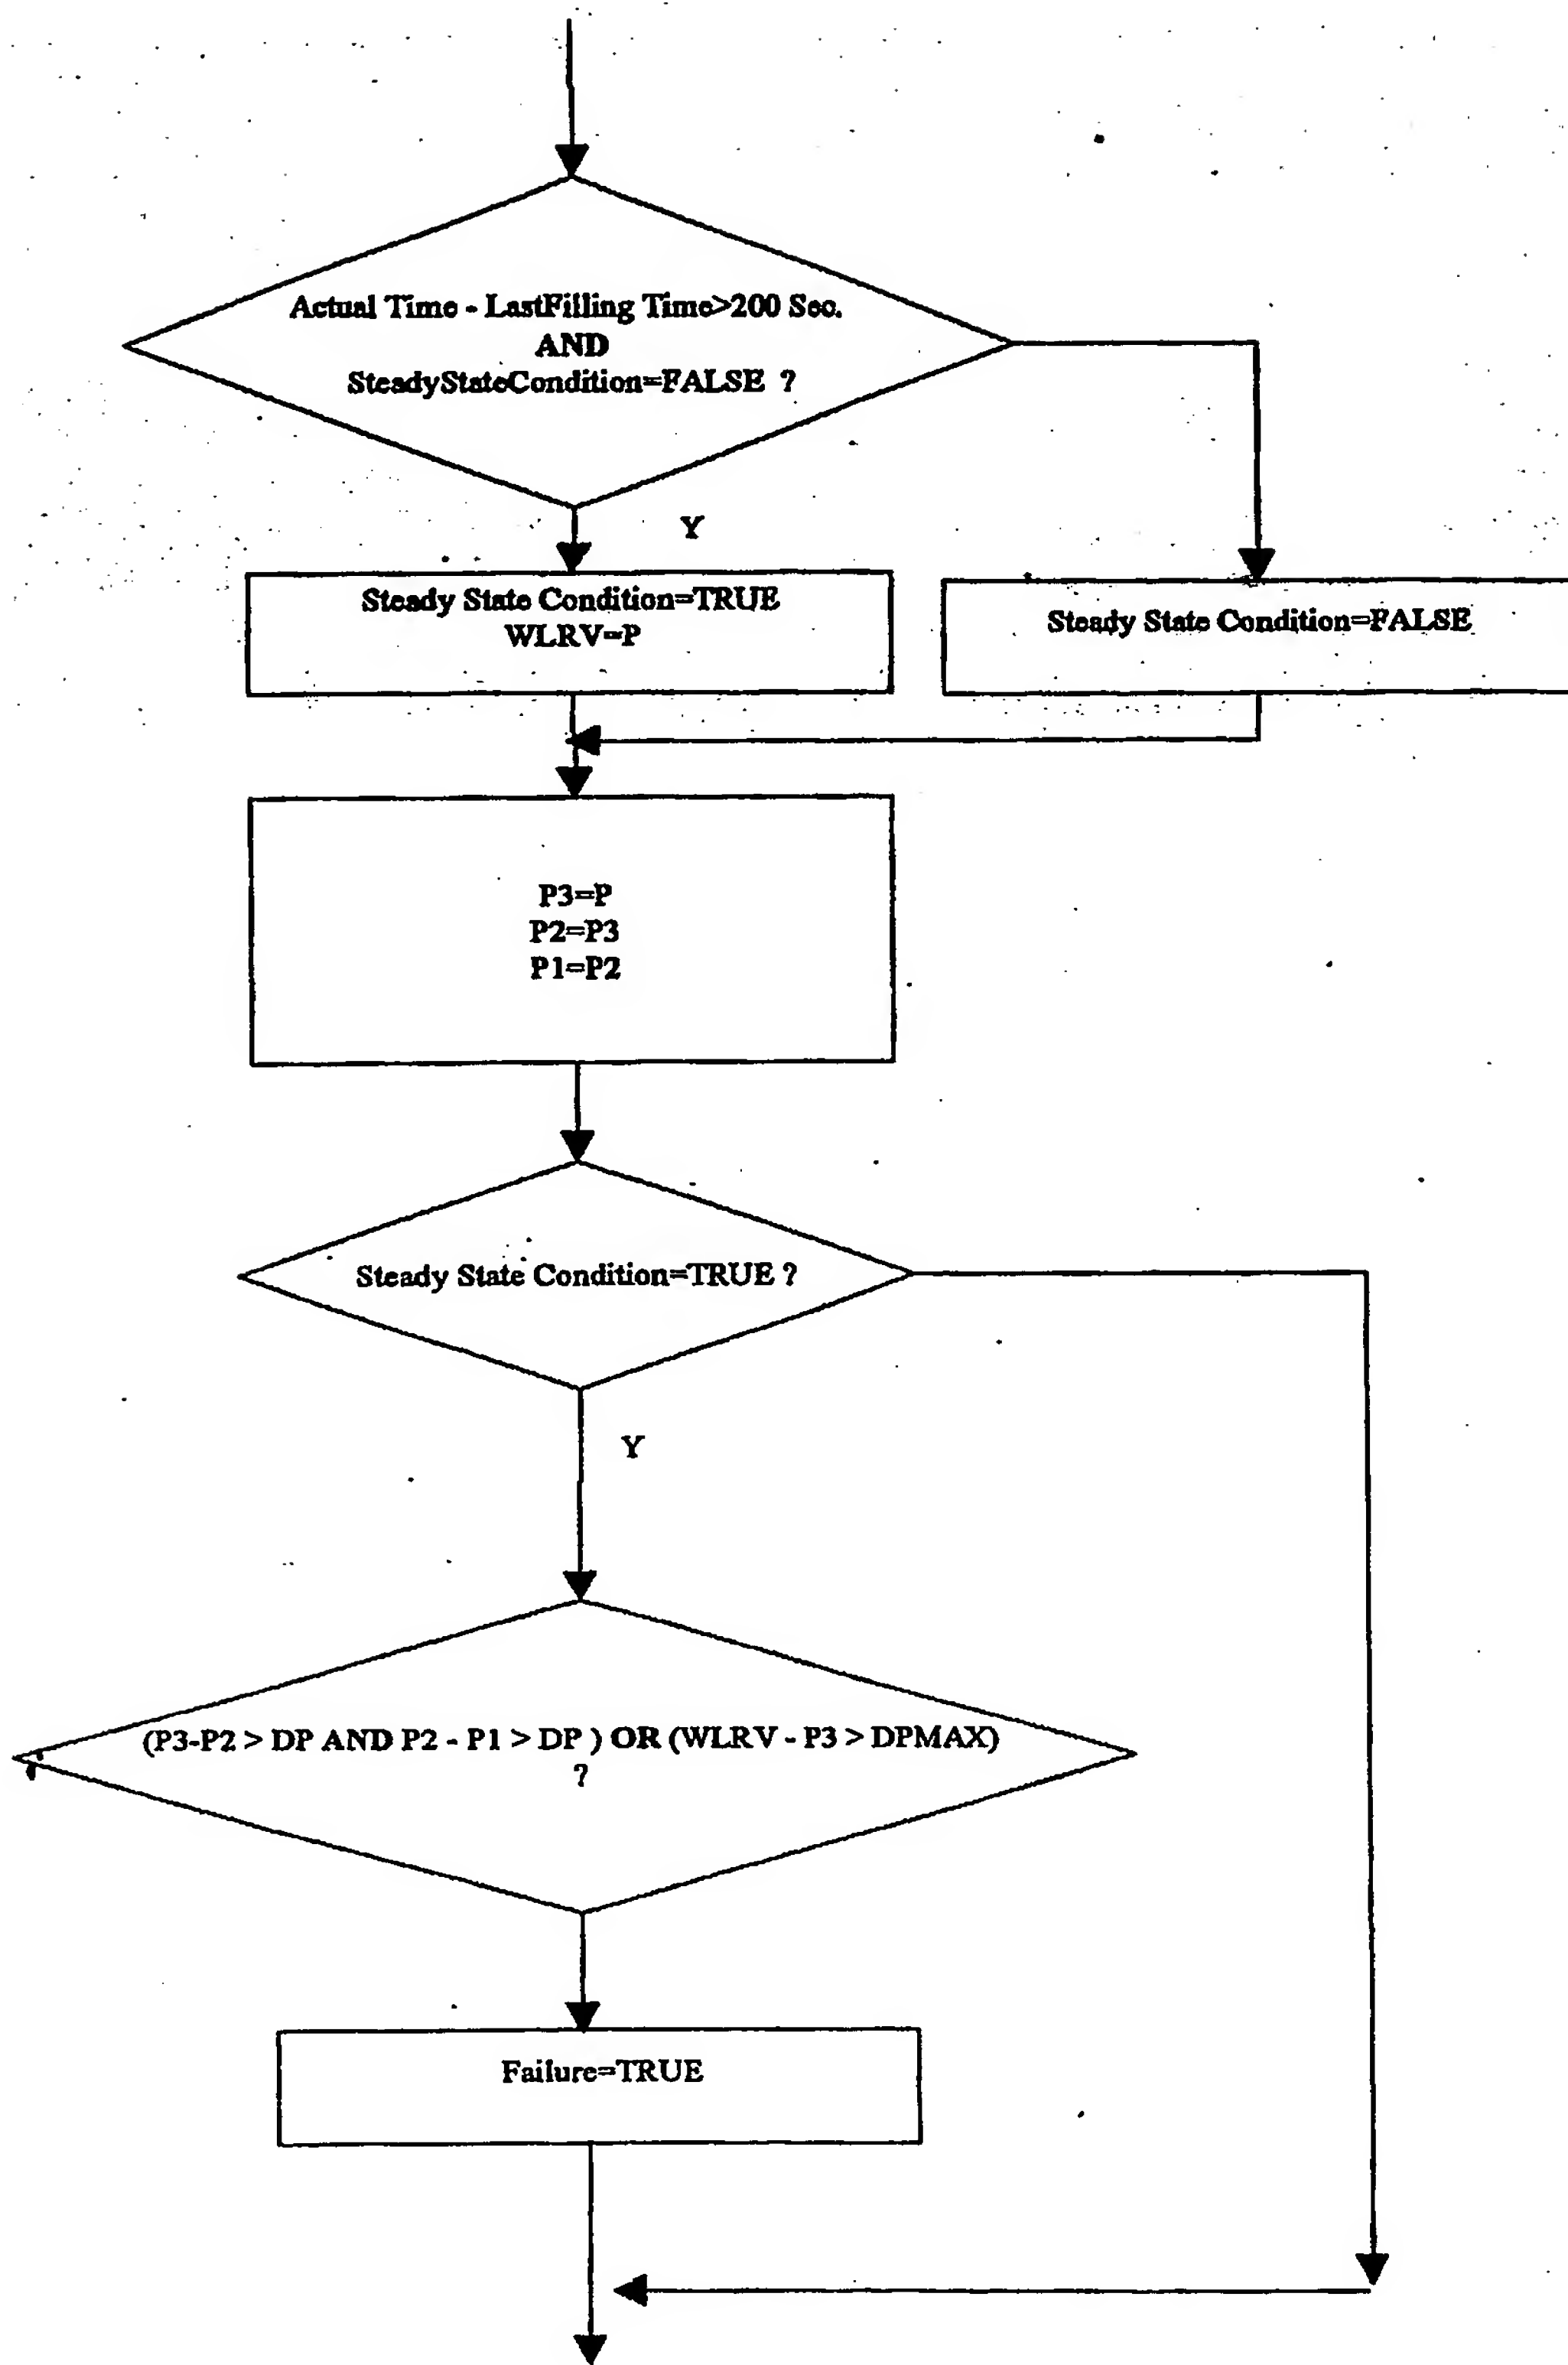 Actual Time - LastFilling Time>200 Sec.
AND
SteadyStateCondition=FALSE ?
Y
Steady State Condition=TRUE
WLRV=P
Steady State Condition=FALSE
P3=P
P2=P3
P1=P2
Steady State Condition=TRUE ?
Y
(P3-P2 > DP AND P2 - P1 > DP ) OR (WLRV - P3 > DPMAX)
?
Failure=TRUE